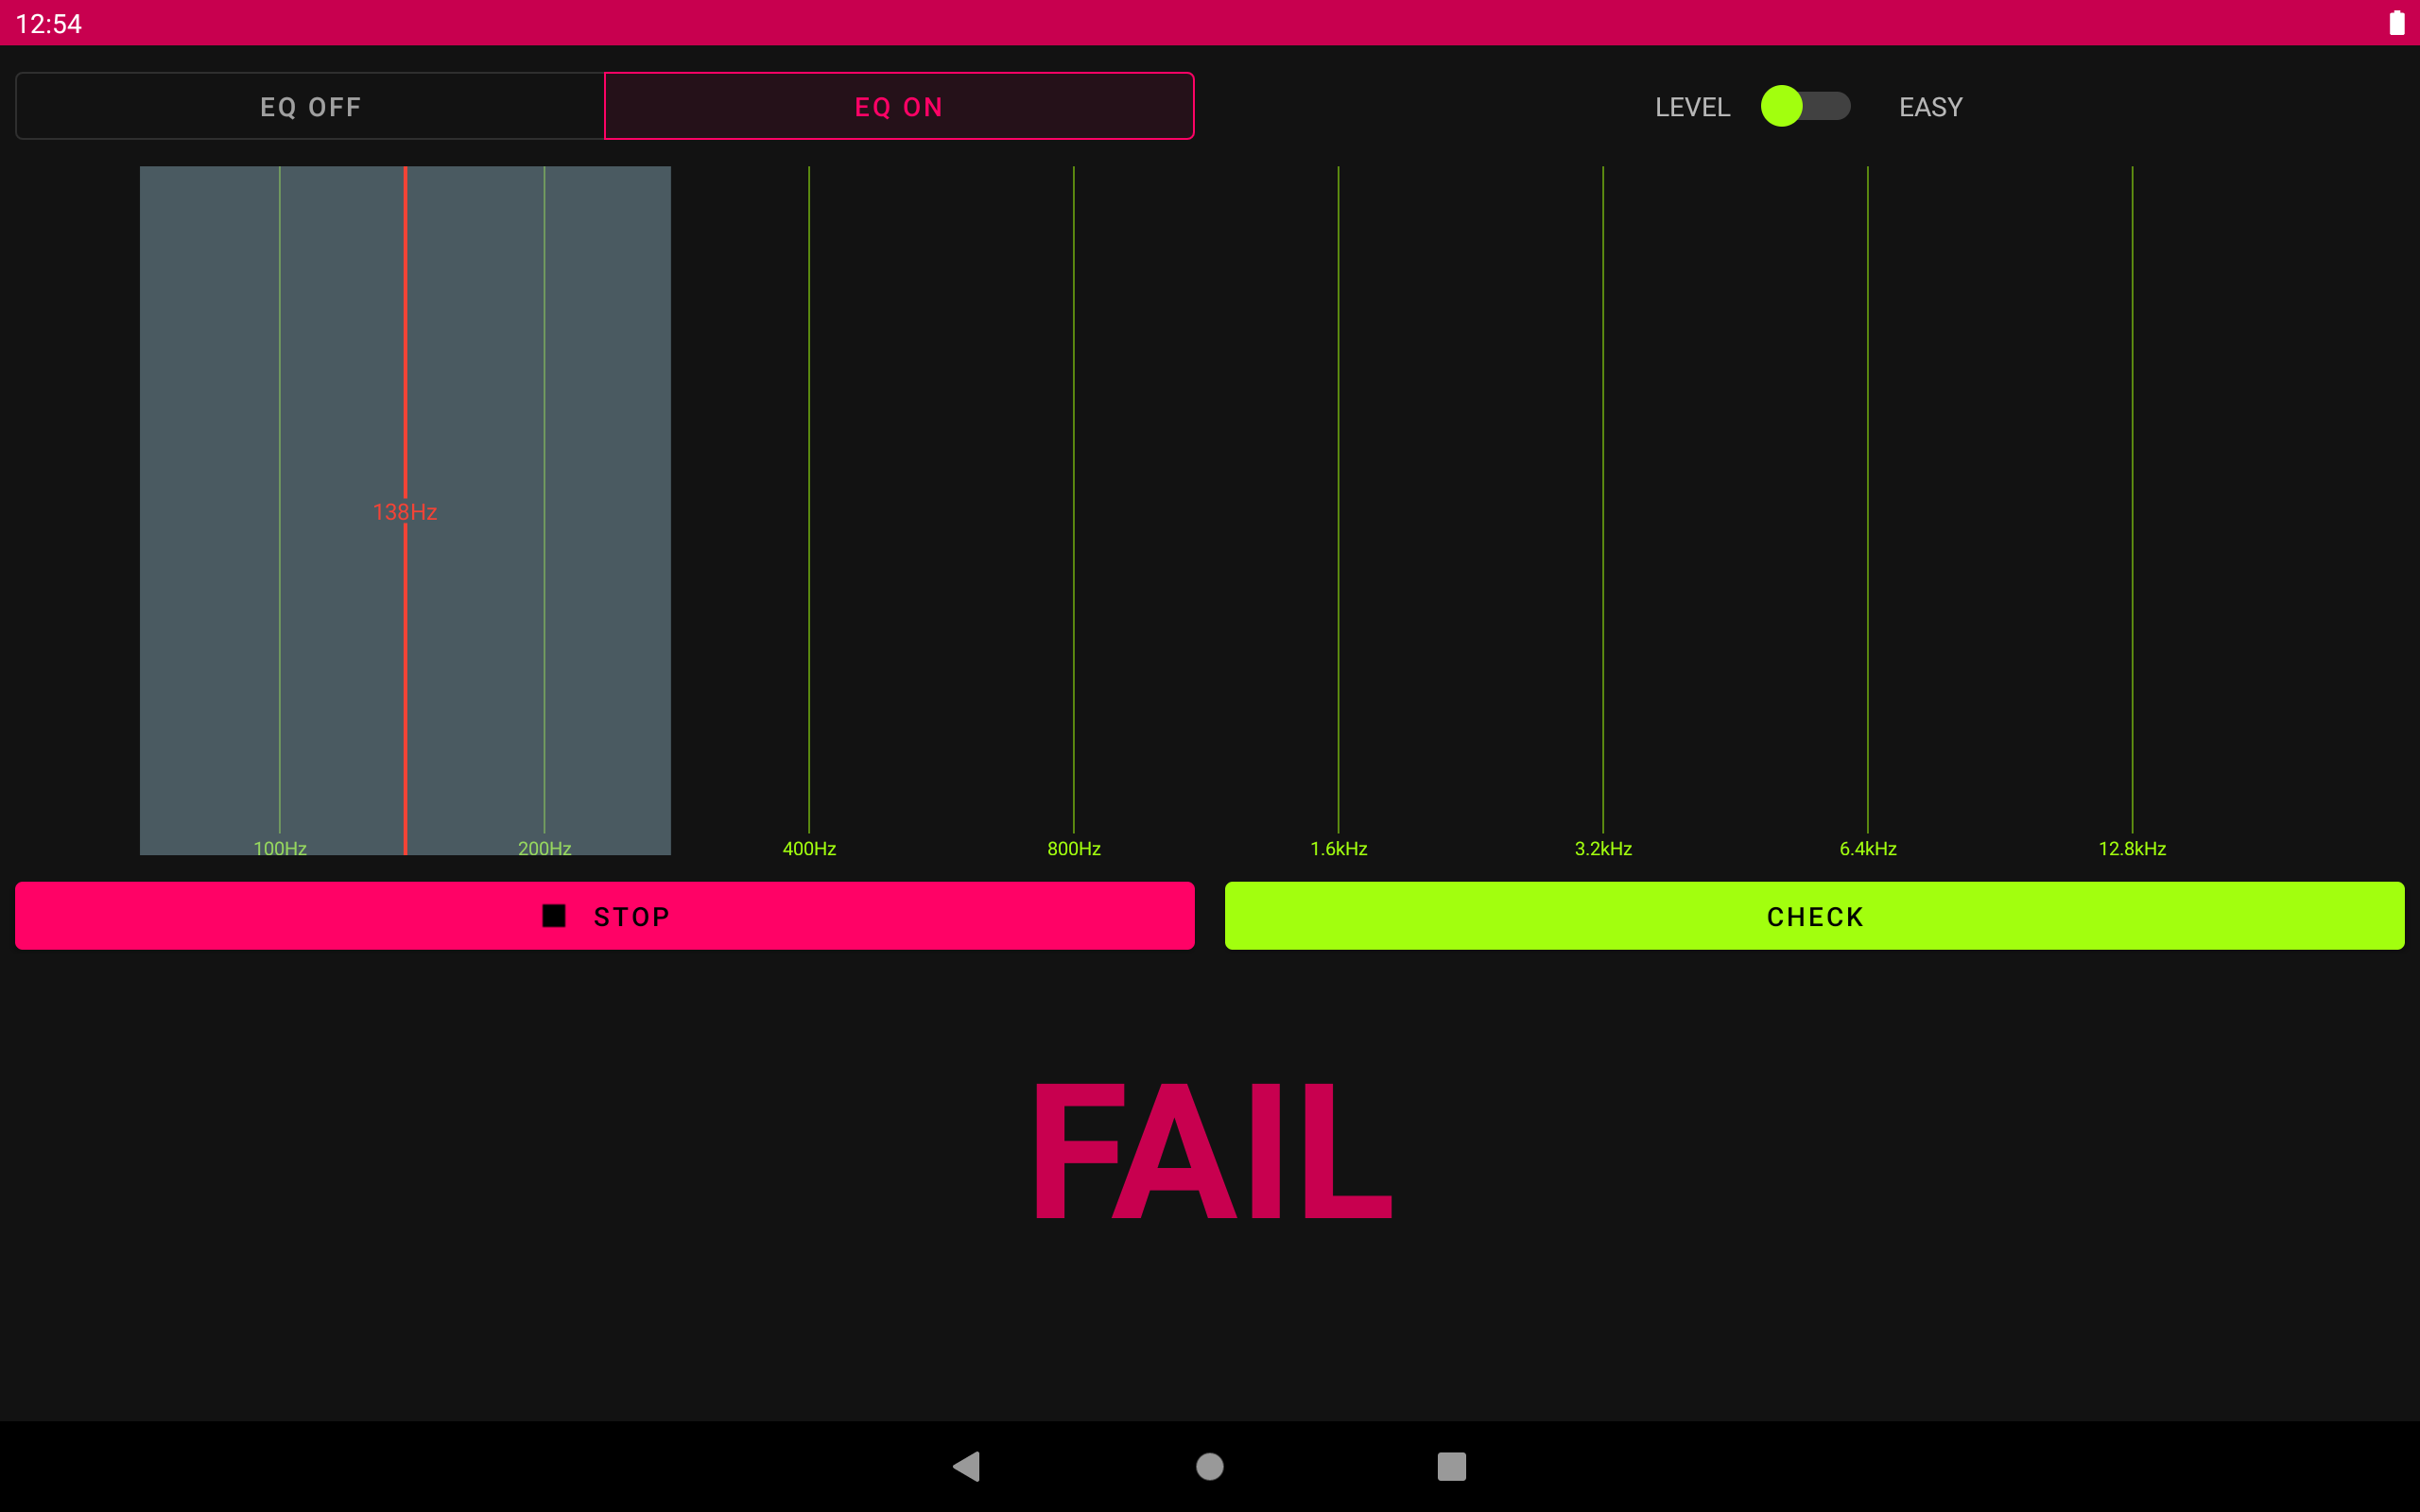 12:54
EQ OFF
EQ ON
LEVEL
EASY
138Hz
100Hz
200Hz
400Hz
800Hz
1.6kHz
3.2kHz
6.4kHz
12.8kHz
STOP
CHECK
FAIL